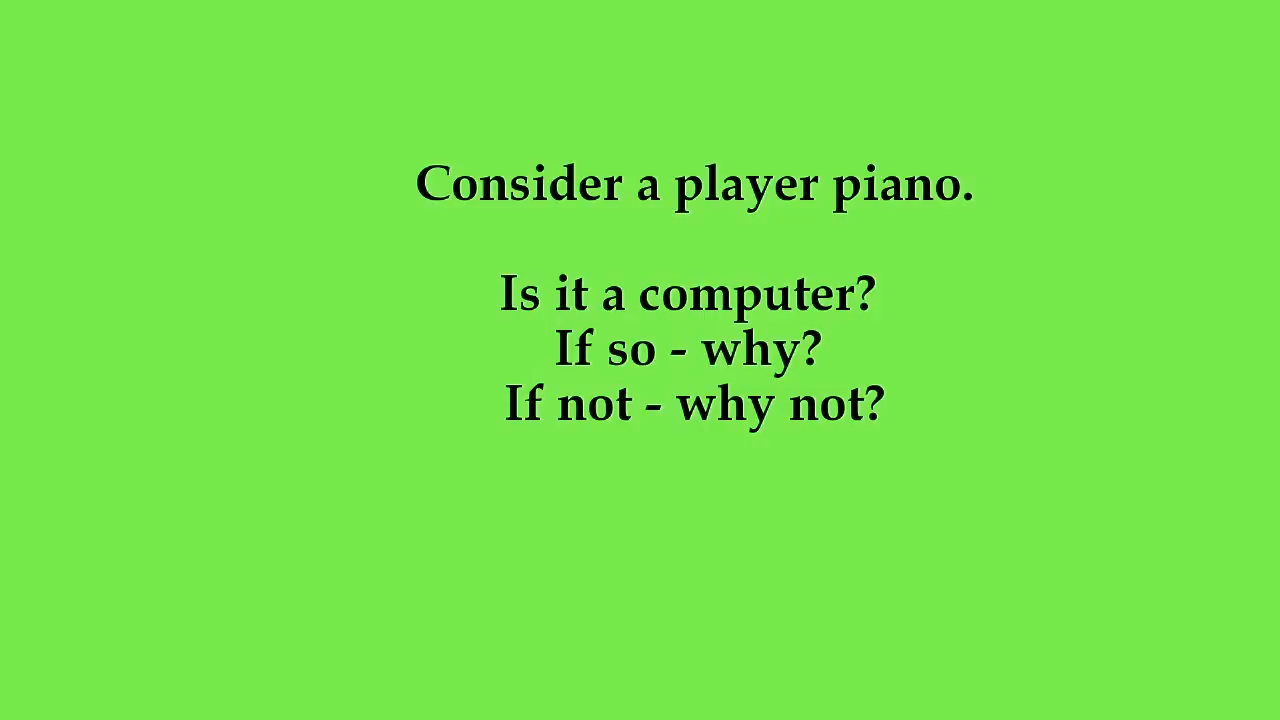 Consider a player piano.
Is it a computer?
If so - why?
If not - why not?